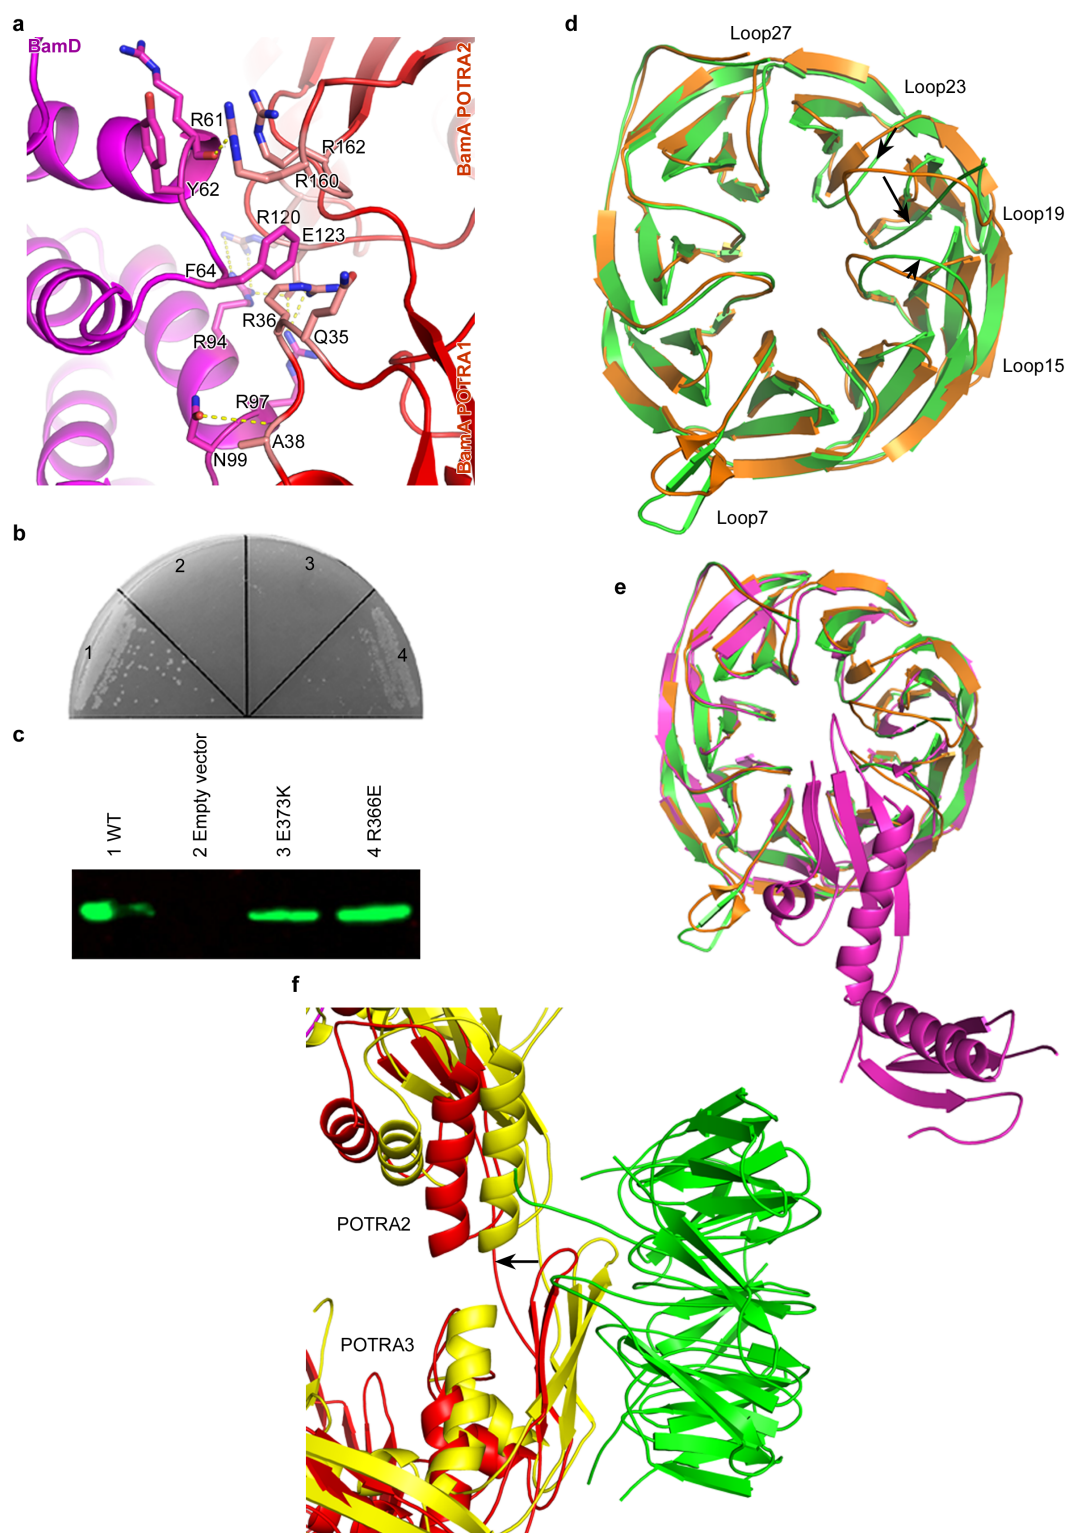 a
BamD
BamA POTRA2
R61
R162
Y62
R160
R120
E123
F64
R36
Q35
R94
R97
A38
N99
BamA POTRA1
b
1
2
3
4
c
1 WT
2 Empty vector
3 E373K
4 R366E
d
Loop27
Loop23
Loop19
Loop15
Loop7
e
f
POTRA2
POTRA3